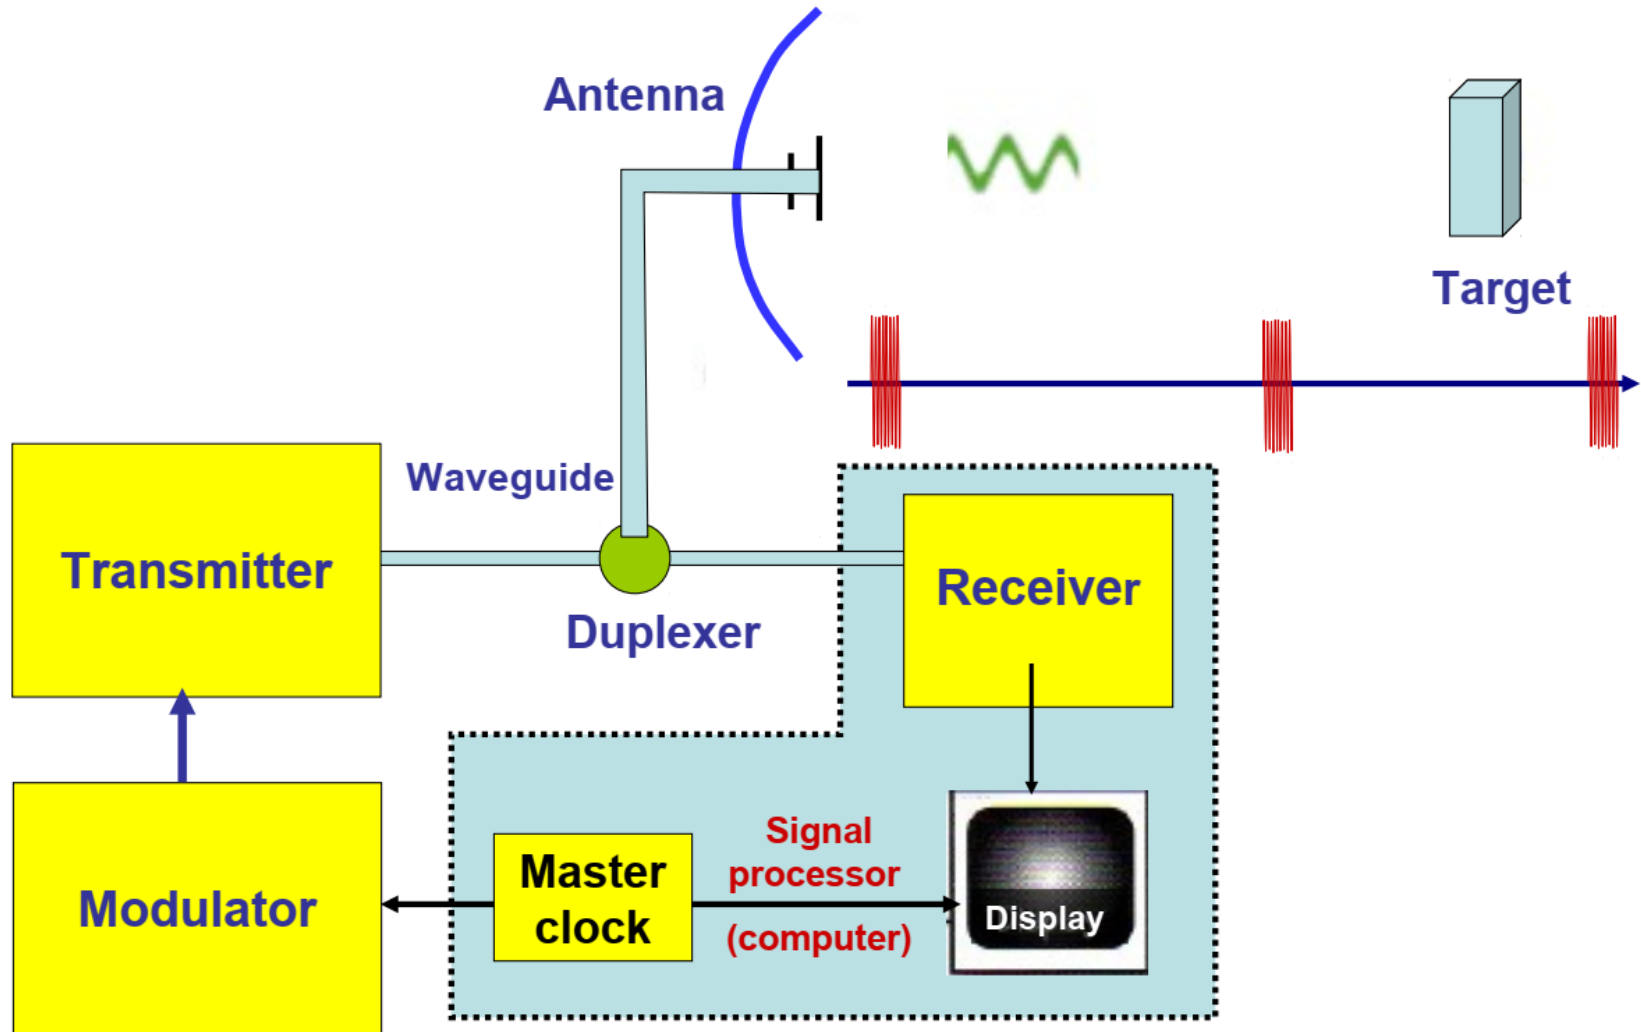 Antenna
Target
Waveguide
Transmitter
Receiver
Duplexer
Signal
processor
(computer)
Master
clock
Modulator
Display